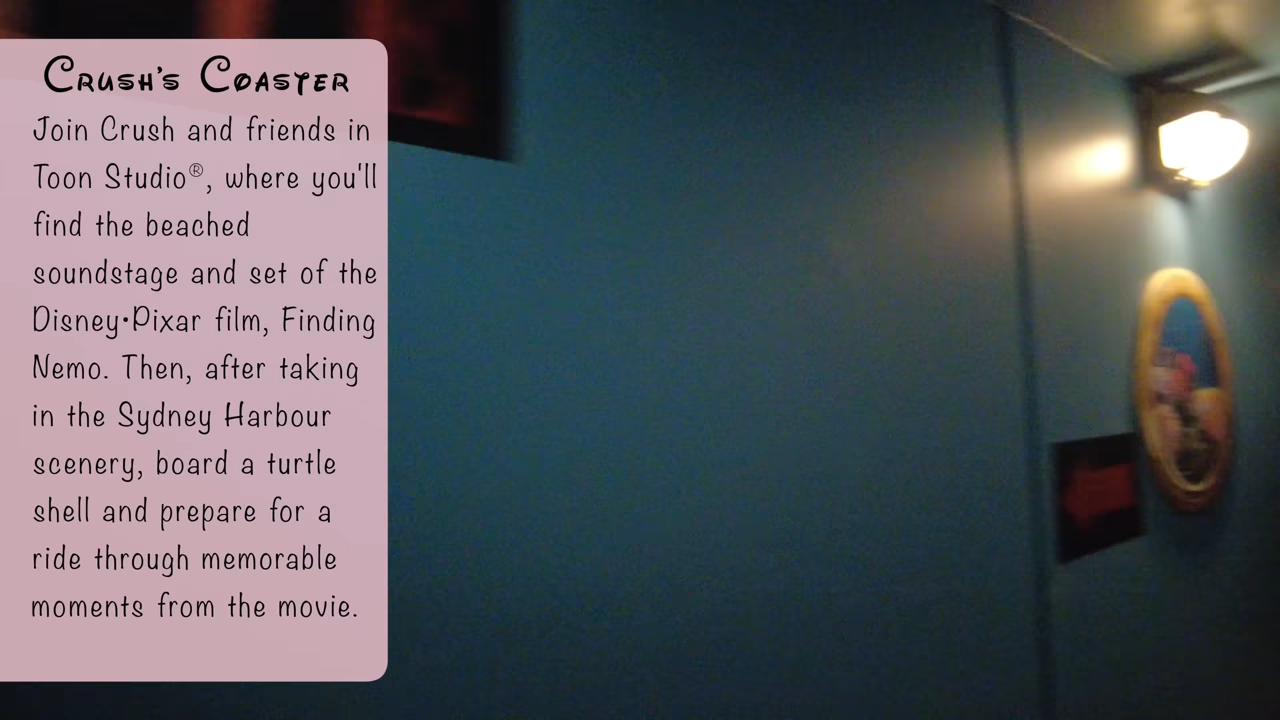 Crush's Coaster
Join Crush and friends in
Toon Studio®, where you'll
find the beached
soundstage and set of the
Disney•Pixar film, Finding
Nemo. Then, after taking
in the Sydney Harbour
scenery, board a turtle
shell and prepare for a
ride through memorable
moments from the movie.